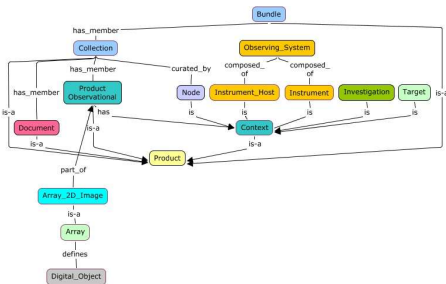 Bundle
has_member
Collection
Observing_System
has_member
has_member
curated_by
composed_
of
composed_
of
Product
Observational
Node
Instrument_Host
Instrument
Investigation
Target
is-a
is-a
has
is
is
is
is
is
Document
is-a
Context
is-a
is-a
Product
part_of
Array_2D_Image
is-a
Array
defines
Digital_Object